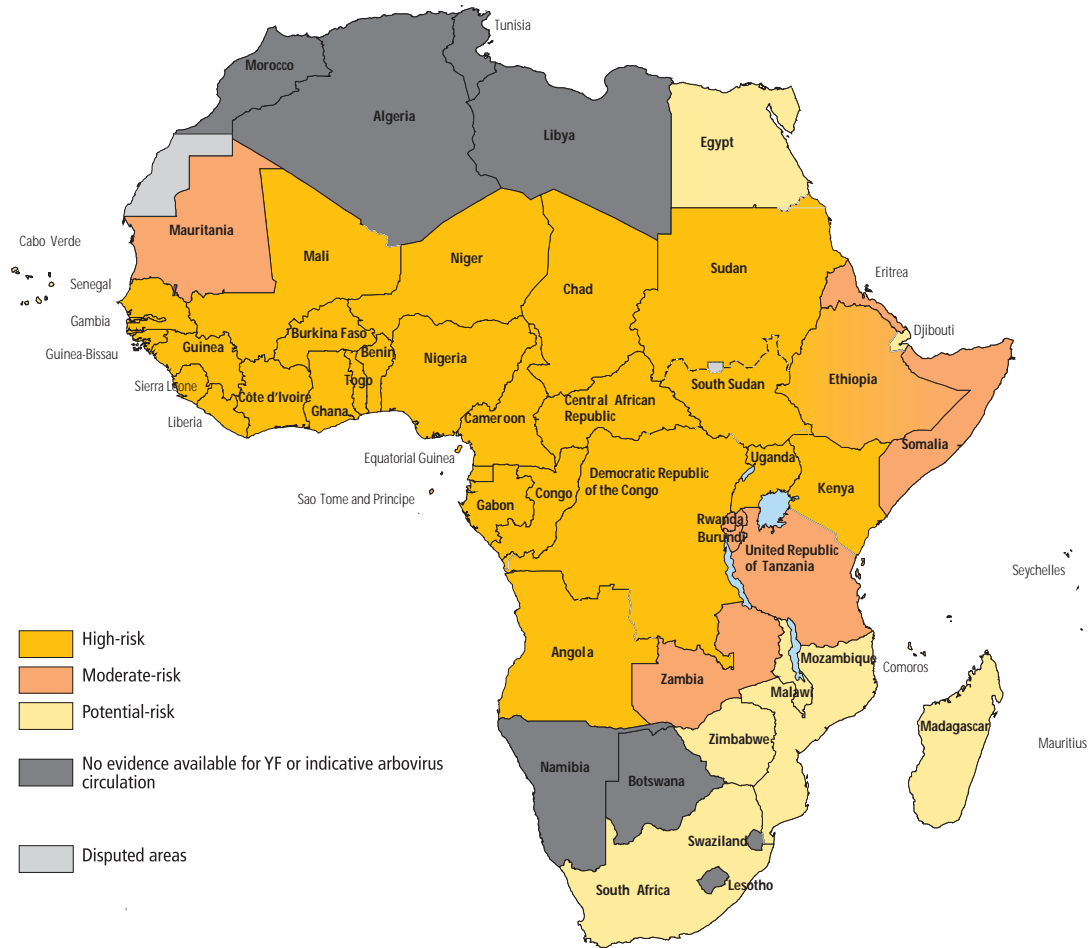 Tunisia
Morocco
Algeria
Libya
Egypt
Mauritania
Cabo Verde
Mali
Niger
Chad
Sudan
Eritrea
Senegal
Gambia
Djibouti
Guinea-Bissau
Guinea
Burkina Faso
Benin
Nigeria
Togo
Sierra Leone
Côte d'Ivoire
Ghana
Liberia
South Sudan
Ethiopia
Central African
Republic
Cameroon
Somalia
Equatorial Guinea
Uganda
Democratic Republic
of the Congo
Kenya
Sao Tome and Principe
Gabon
Congo
Rwanda
Burundi
United Republic
of Tanzania
Seychelles
High-risk
Moderate-risk
Potential-risk
No evidence available for YF or indicative arbovirus
circulation
Disputed areas
Angola
Zambia
Mozambique
Comoros
Malawi
Madagascar
Mauritius
Zimbabwe
Namibia
Botswana
Swaziland
South Africa
Lesotho